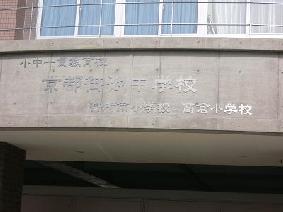 小中一貫教育校
京都御池中学校
御所南小学校・高倉小学校